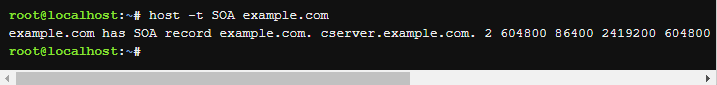 root@localhost:~# host -t SOA example.com
example.com has SOA record example.com. cserver.example.com. 2 604800 86400 2419200 604800
root@localhost:~#